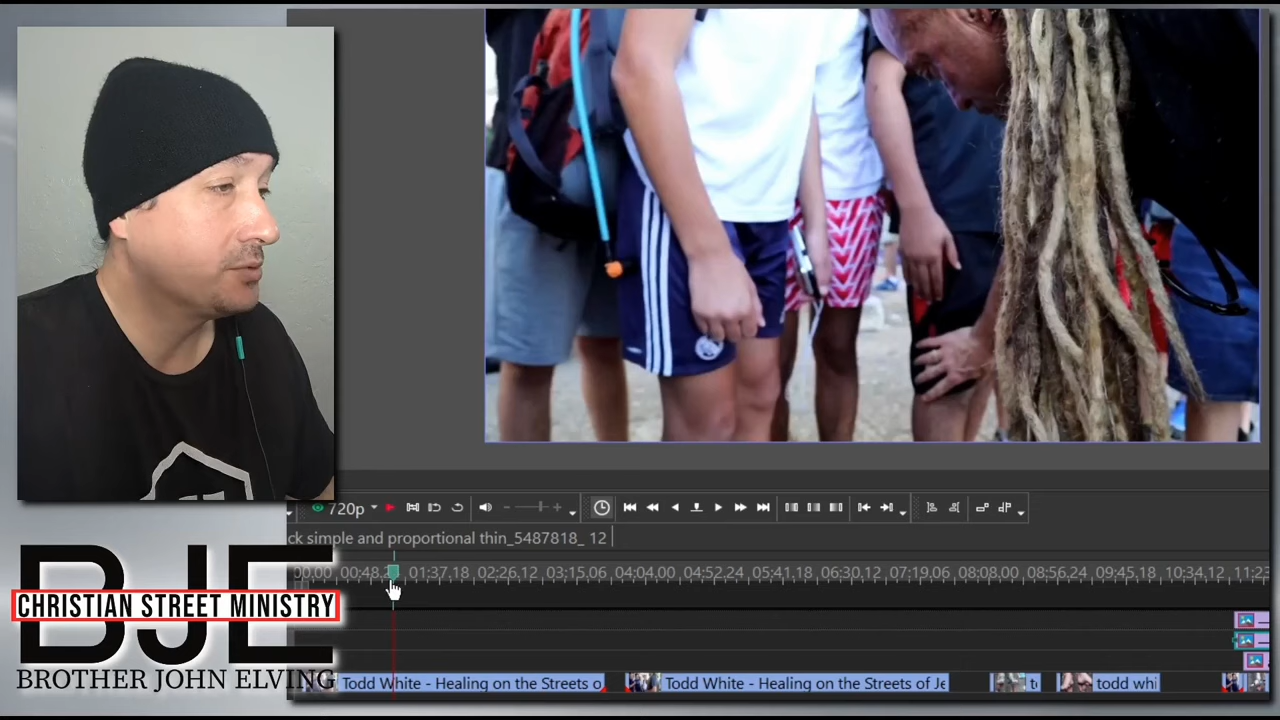 720p
ck simple and proportional thin_5487818_ 12
00.00 00:48.2 01:37.18 02:26.12 03:15.06 04:04.00 04:52.24 05:41.18 06:30.12 07:19.06 08:08.00 08:56.24 09:45.18 10:34.12 11:23
Todd White - Healing on the Streets o
Todd White - Healing on the Streets of Je
todd whi
BJE
CHRISTIAN STREET MINISTRY
BROTHER JOHN ELVING